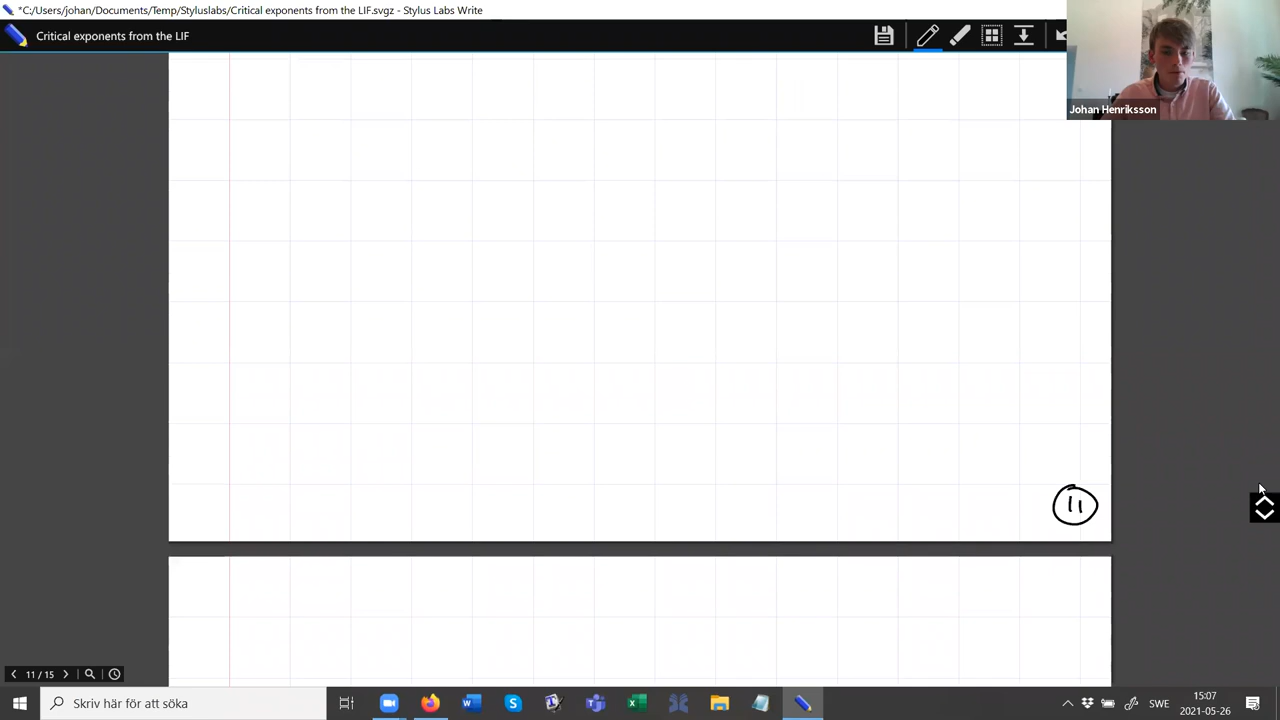 *C:/Users/johan/Documents/Temp/Styluslabs/Critical exponents from the LIF.svgz - Stylus Labs Write
Critical exponents from the LIF
Johan Henriksson
11
11 / 15
Skriv här för att söka
SWE
15:07
2021-05-26